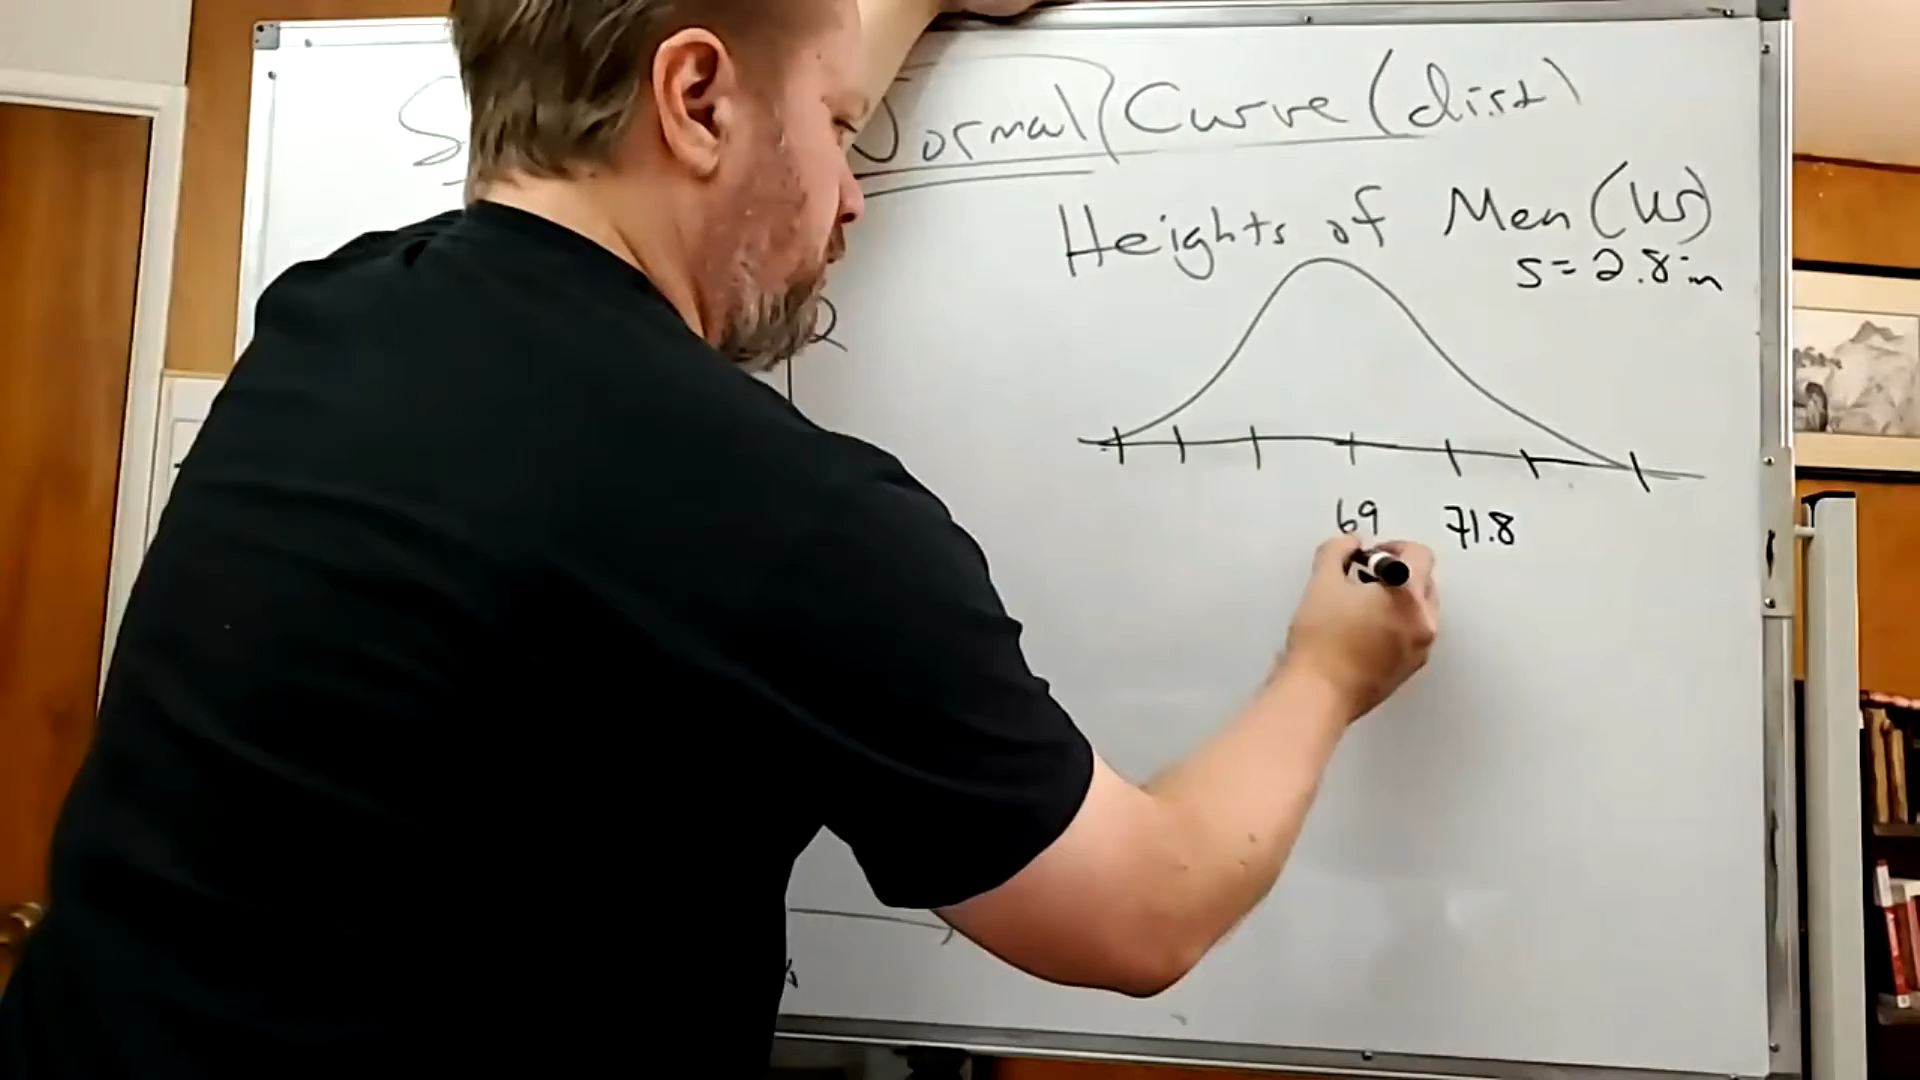 Normal Curve (dist)
Heights of Men (US)
s = 2.8 in
69 71.8